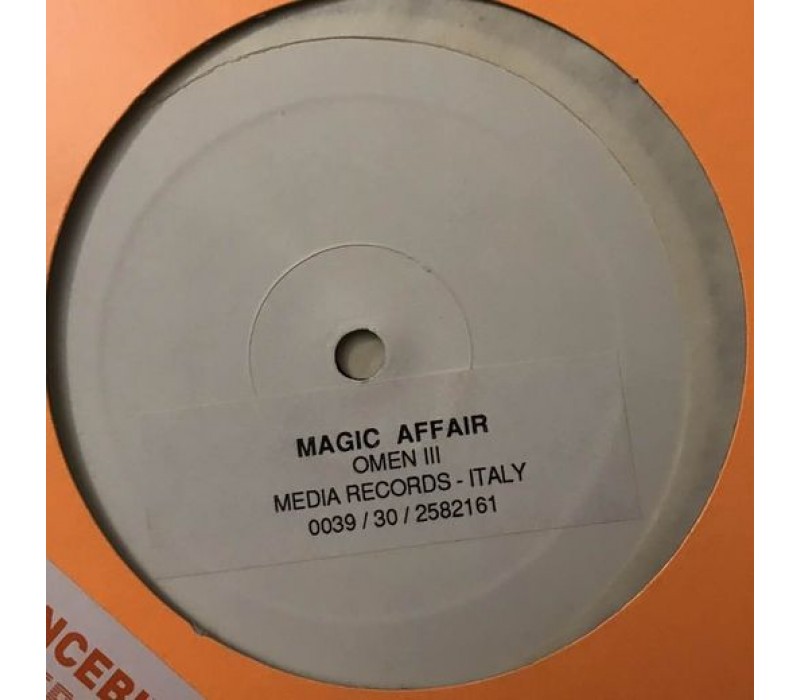 MAGIC AFFAIR
OMEN III
MEDIA RECORDS - ITALY
0039 / 30 / 2582161